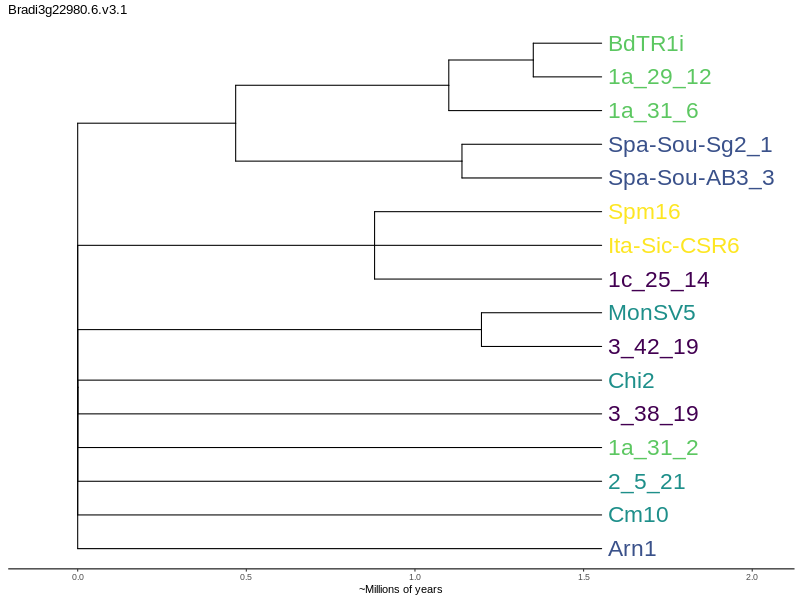 Bradi3g22980.6.v3.1
BdTR1i
1a_29_12
1a_31_6
Spa-Sou-Sg2_1
Spa-Sou-AB3_3
Spm16
Ita-Sic-CSR6
1c_25_14
MonSV5
3_42_19
Chi2
3_38_19
1a_31_2
2_5_21
Cm10
Arn1
0.0 0.5 1.0 1.5 2.0
~Millions of years